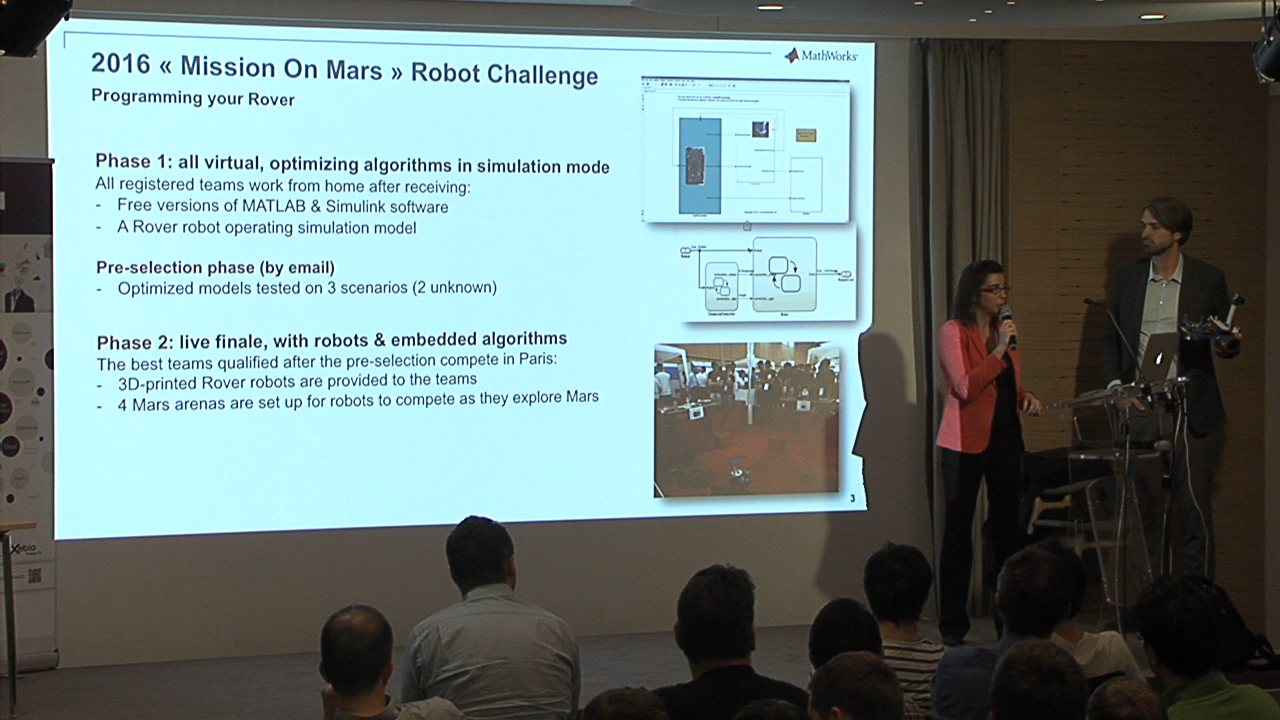 MathWorks
2016 « Mission On Mars » Robot Challenge
Programming your Rover
Phase 1: all virtual, optimizing algorithms in simulation mode
All registered teams work from home after receiving:
- Free versions of MATLAB & Simulink software
- A Rover robot operating simulation model
Pre-selection phase (by email)
- Optimized models tested on 3 scenarios (2 unknown)
Phase 2: live finale, with robots & embedded algorithms
The best teams qualified after the pre-selection compete in Paris:
- 3D-printed Rover robots are provided to the teams
- 4 Mars arenas are set up for robots to compete as they explore Mars
3
Xebia